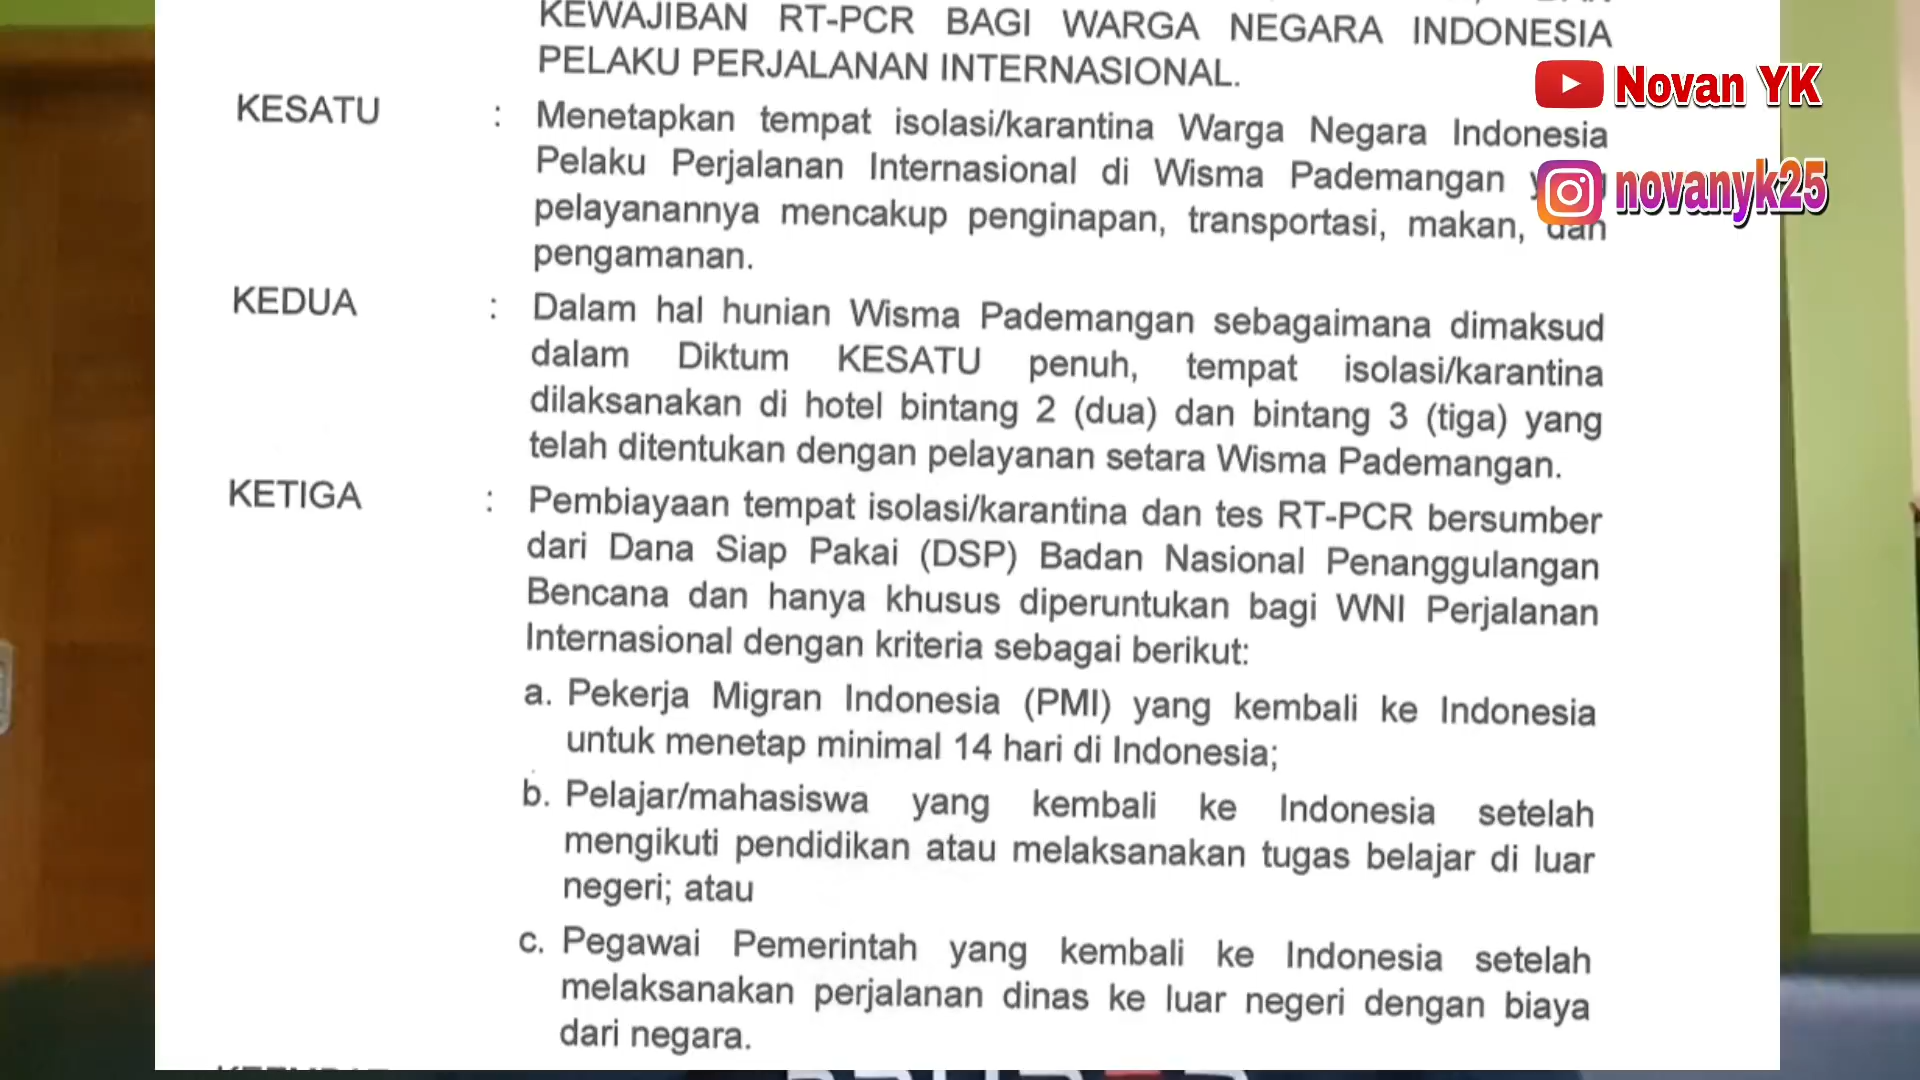 KEWAJIBAN RT-PCR BAGI WARGA NEGARA INDONESIA
PELAKU PERJALANAN INTERNASIONAL.
KESATU : Menetapkan tempat isolasi/karantina Warga Negara Indonesia
Pelaku Perjalanan Internasional di Wisma Pademangan
pelayanannya mencakup penginapan, transportasi, makan, dan
pengamanan.
KEDUA : Dalam hal hunian Wisma Pademangan sebagaimana dimaksud
dalam Diktum KESATU penuh, tempat isolasi/karantina
dilaksanakan di hotel bintang 2 (dua) dan bintang 3 (tiga) yang
telah ditentukan dengan pelayanan setara Wisma Pademangan.
KETIGA : Pembiayaan tempat isolasi/karantina dan tes RT-PCR bersumber
dari Dana Siap Pakai (DSP) Badan Nasional Penanggulangan
Bencana dan hanya khusus diperuntukan bagi WNI Perjalanan
Internasional dengan kriteria sebagai berikut:
a. Pekerja Migran Indonesia (PMI) yang kembali ke Indonesia
untuk menetap minimal 14 hari di Indonesia;
b. Pelajar/mahasiswa yang kembali ke Indonesia setelah
mengikuti pendidikan atau melaksanakan tugas belajar di luar
negeri; atau
c. Pegawai Pemerintah yang kembali ke Indonesia setelah
melaksanakan perjalanan dinas ke luar negeri dengan biaya
dari negara.
Novan YK
novanyk25